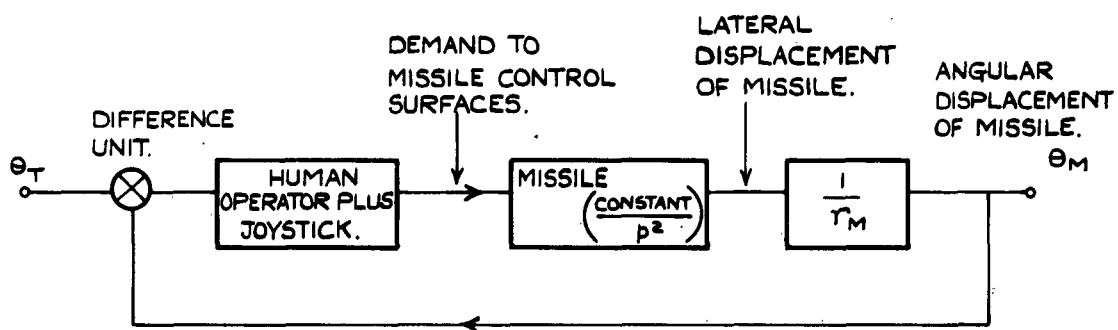 DEMAND TO
MISSILE CONTROL
SURFACES.
LATERAL
DISPLACEMENT
OF MISSILE.
ANGULAR
DISPLACEMENT
OF MISSILE.
DIFFERENCE
UNIT.
θT
HUMAN
OPERATOR PLUS
JOYSTICK.
MISSILE
(CONSTANT
p²)
1
rM
θM